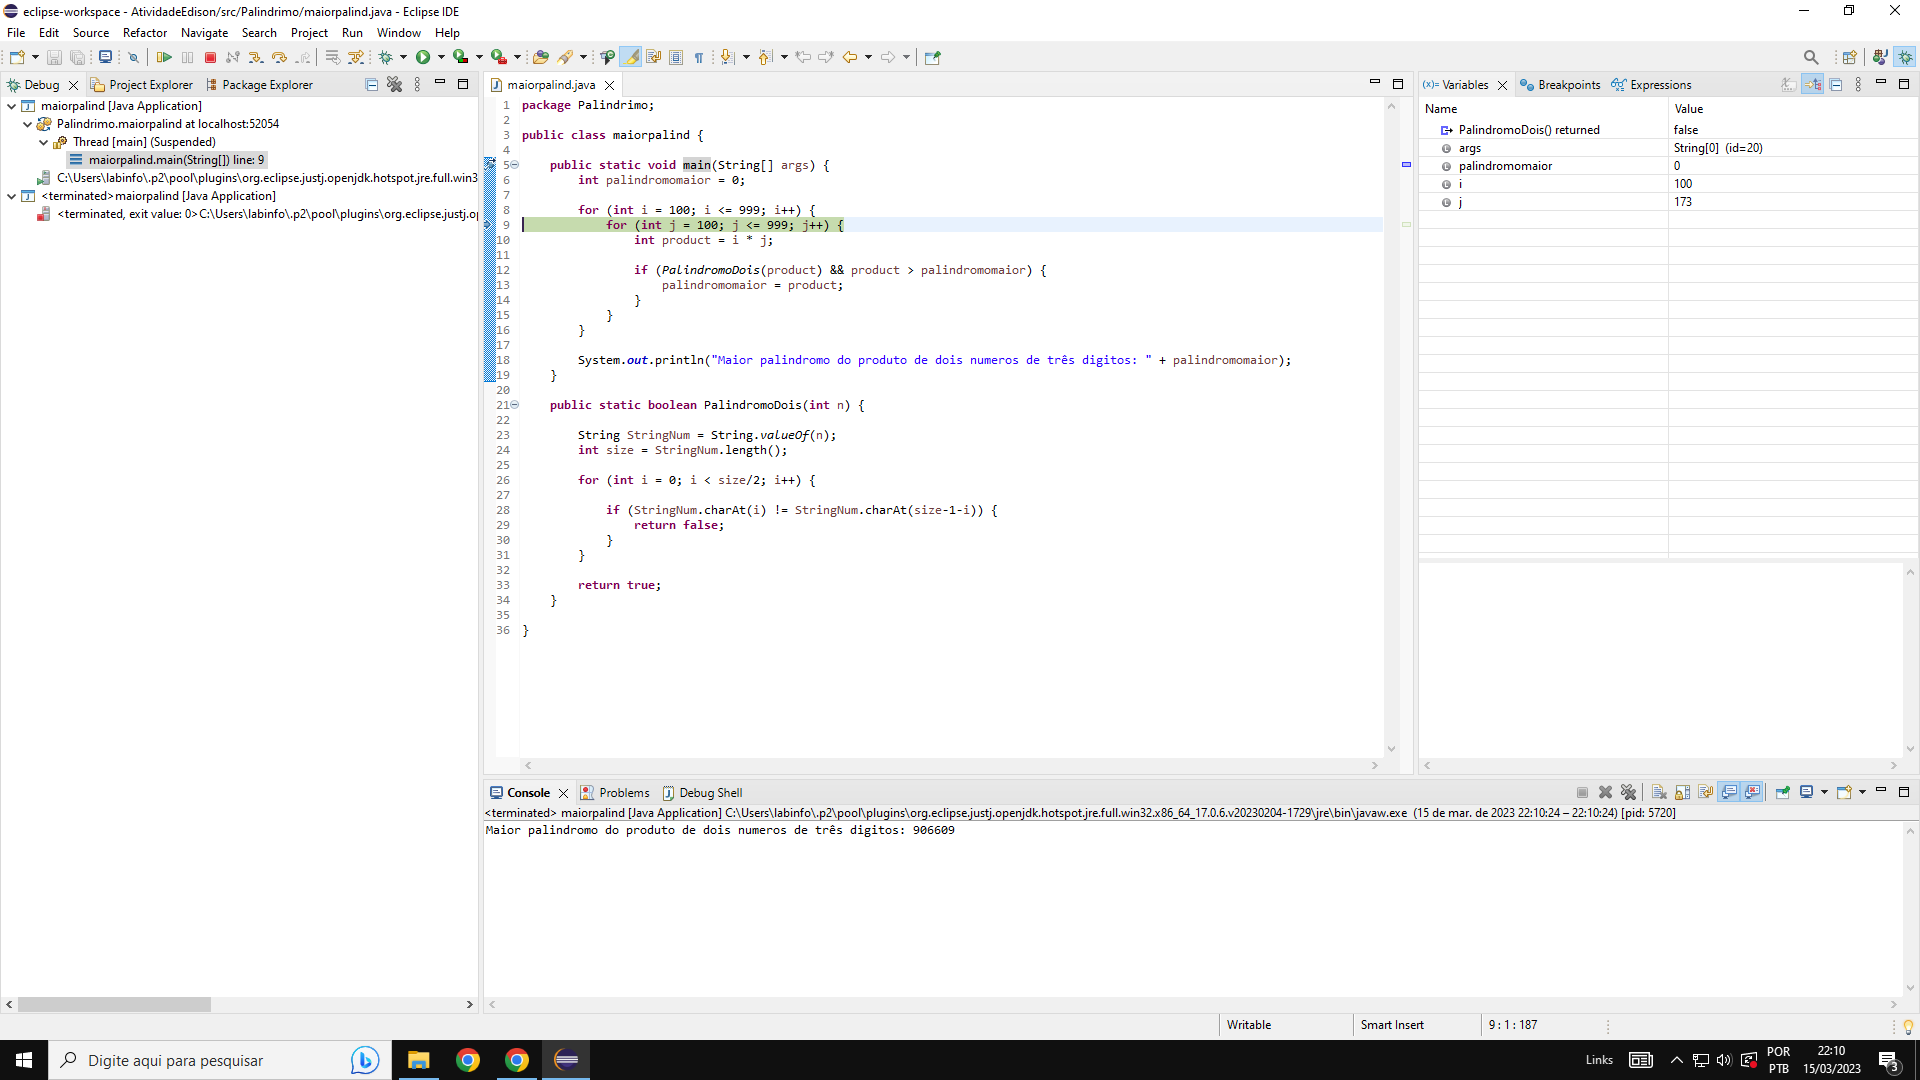 eclipse-workspace - AtividadeEdison/src/Palindrimo/maiorpalind.java - Eclipse IDE
File Edit Source Refactor Navigate Search Project Run Window Help
Debug Project Explorer Package Explorer
maiorpalind [Java Application]
Palindrimo.maiorpalind at localhost:52054
Thread [main] (Suspended)
maiorpalind.main(String[]) line: 9
C:\Users\labinfo\.p2\pool\plugins\org.eclipse.justj.openjdk.hotspot.jre.full.win3
<terminated>maiorpalind [Java Application]
<terminated, exit value: 0>C:\Users\labinfo\.p2\pool\plugins\org.eclipse.justj.o
maiorpalind.java
1 package Palindrimo;
2
3 public class maiorpalind {
4
5 public static void main(String[] args) {
6 int palindromomaior = 0;
7
8 for (int i = 100; i <= 999; i++) {
9 for (int j = 100; j <= 999; j++) {
10 int product = i * j;
11
12 if (PalindromoDois(product) && product > palindromomaior) {
13 palindromomaior = product;
14 }
15 }
16 }
17
18 System.out.println("Maior palindromo do produto de dois numeros de três digitos: " + palindromomaior);
19 }
20
21 public static boolean PalindromoDois(int n) {
22
23 String StringNum = String.valueOf(n);
24 int size = StringNum.length();
25
26 for (int i = 0; i < size/2; i++) {
27
28 if (StringNum.charAt(i) != StringNum.charAt(size-1-i)) {
29 return false;
30 }
31 }
32
33 return true;
34 }
35
36 }
(x)= Variables Breakpoints Expressions
Name Value
PalindromoDois() returned false
args String[0] (id=20)
palindromomaior 0
i 100
j 173
Console Problems Debug Shell
<terminated> maiorpalind [Java Application] C:\Users\labinfo\.p2\pool\plugins\org.eclipse.justj.openjdk.hotspot.jre.full.win32.x86_64_17.0.6.v20230204-1729\jre\bin\javaw.exe (15 de mar. de 2023 22:10:24 – 22:10:24) [pid: 5720]
Maior palindromo do produto de dois numeros de três digitos: 906609
Writable Smart Insert 9 : 1 : 187
Digite aqui para pesquisar
Links
POR
PTB
22:10
15/03/2023
3